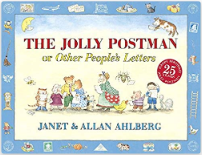 THE JOLLY POSTMAN
or Other People's Letters
25
JANET & ALLAN AHLBERG